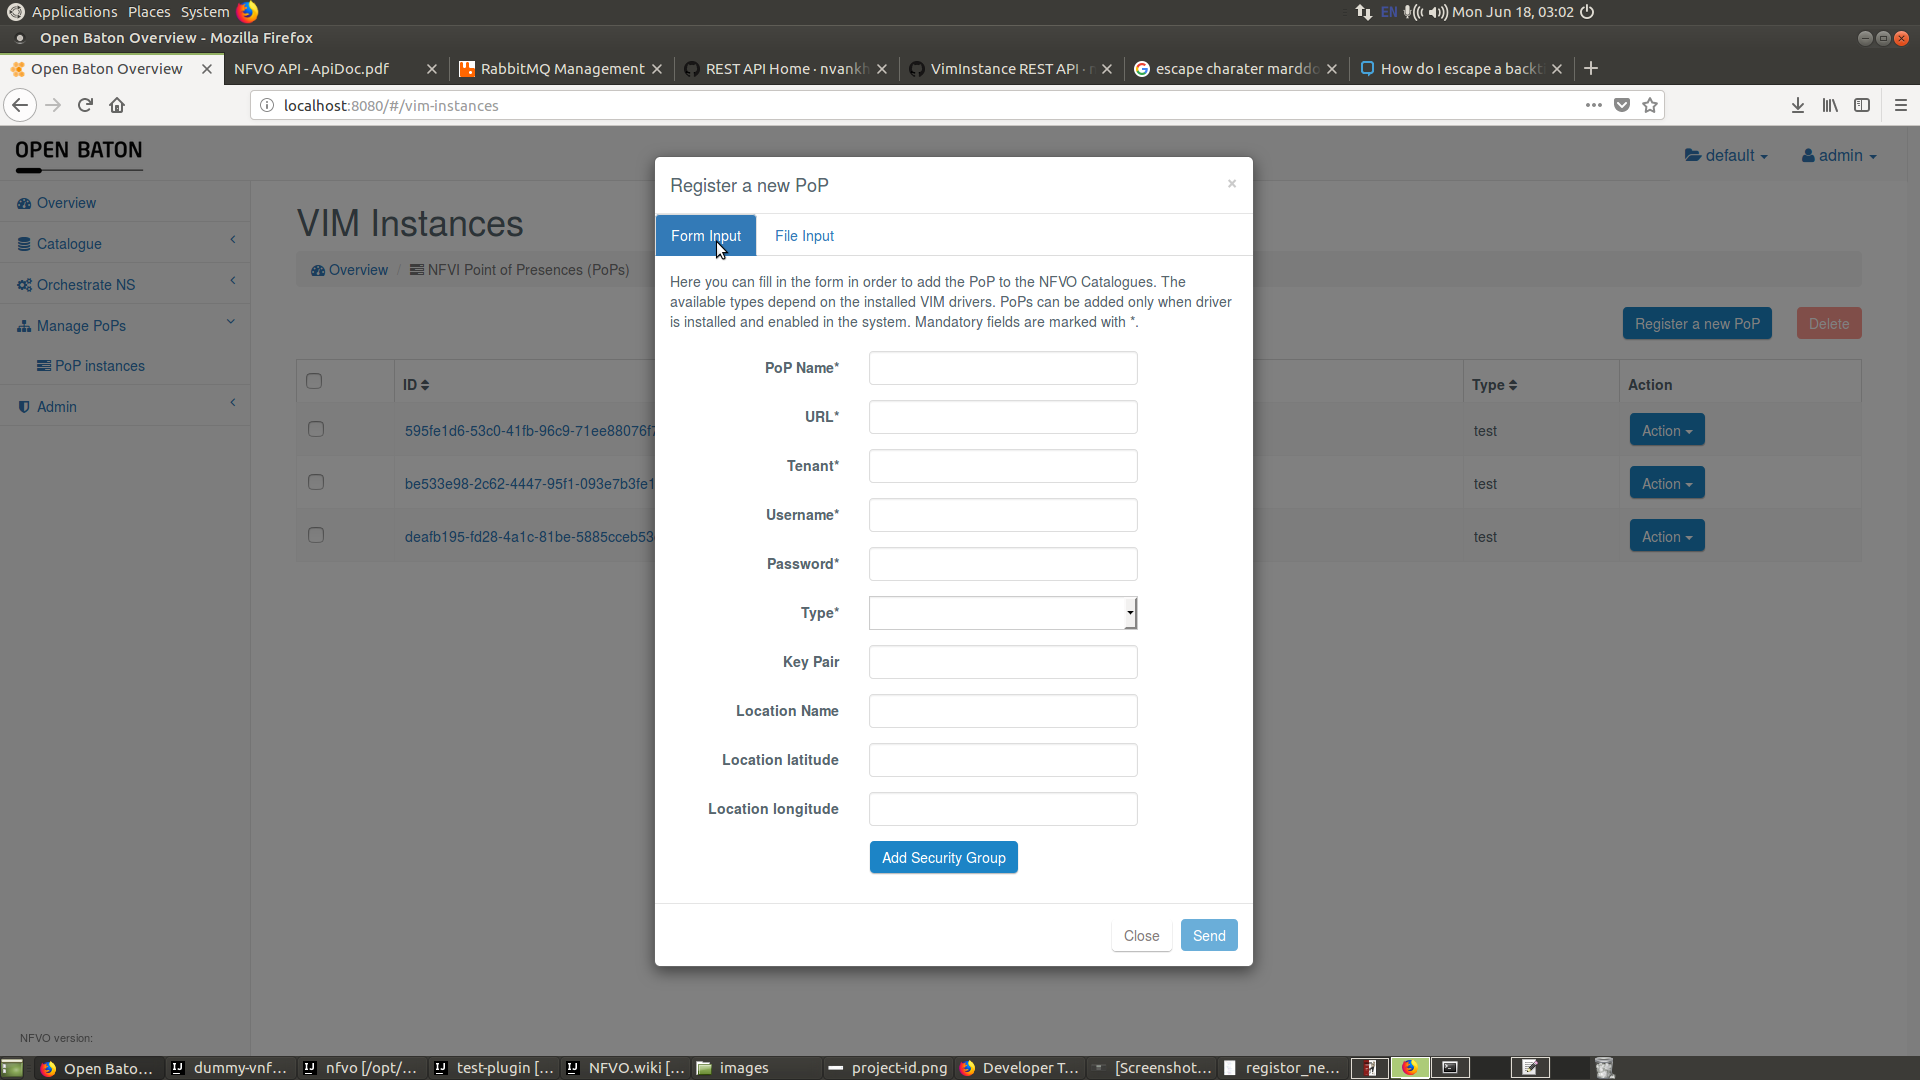 Applications Places System
EN Mon Jun 18, 03:02
Open Baton Overview - Mozilla Firefox
Open Baton Overview
NFVO API - ApiDoc.pdf
RabbitMQ Management
REST API Home · nvankh
VimInstance REST API ·
escape charater marddo
How do I escape a backt
localhost:8080/#/vim-instances
OPEN BATON
default
admin
Overview
Catalogue
Orchestrate NS
Manage PoPs
PoP instances
Admin
NFVO version:
VIM Instances
Overview / NFVI Point of Presences (PoPs)
Register a new PoP
Delete
ID Type Action
595fe1d6-53c0-41fb-96c9-71ee88076f test Action
be533e98-2c62-4447-95f1-093e7b3fe1 test Action
deafb195-fd28-4a1c-81be-5885cceb53 test Action
Register a new PoP
×
Form Input
File Input
Here you can fill in the form in order to add the PoP to the NFVO Catalogues. The
available types depend on the installed VIM drivers. PoPs can be added only when driver
is installed and enabled in the system. Mandatory fields are marked with *.
PoP Name*
URL*
Tenant*
Username*
Password*
Type*
Key Pair
Location Name
Location latitude
Location longitude
Add Security Group
Close
Send
Open Bato...
dummy-vnf...
nfvo [/opt/...
test-plugin [...
NFVO.wiki [...
images
project-id.png
Developer T...
[Screenshot...
registor_ne...